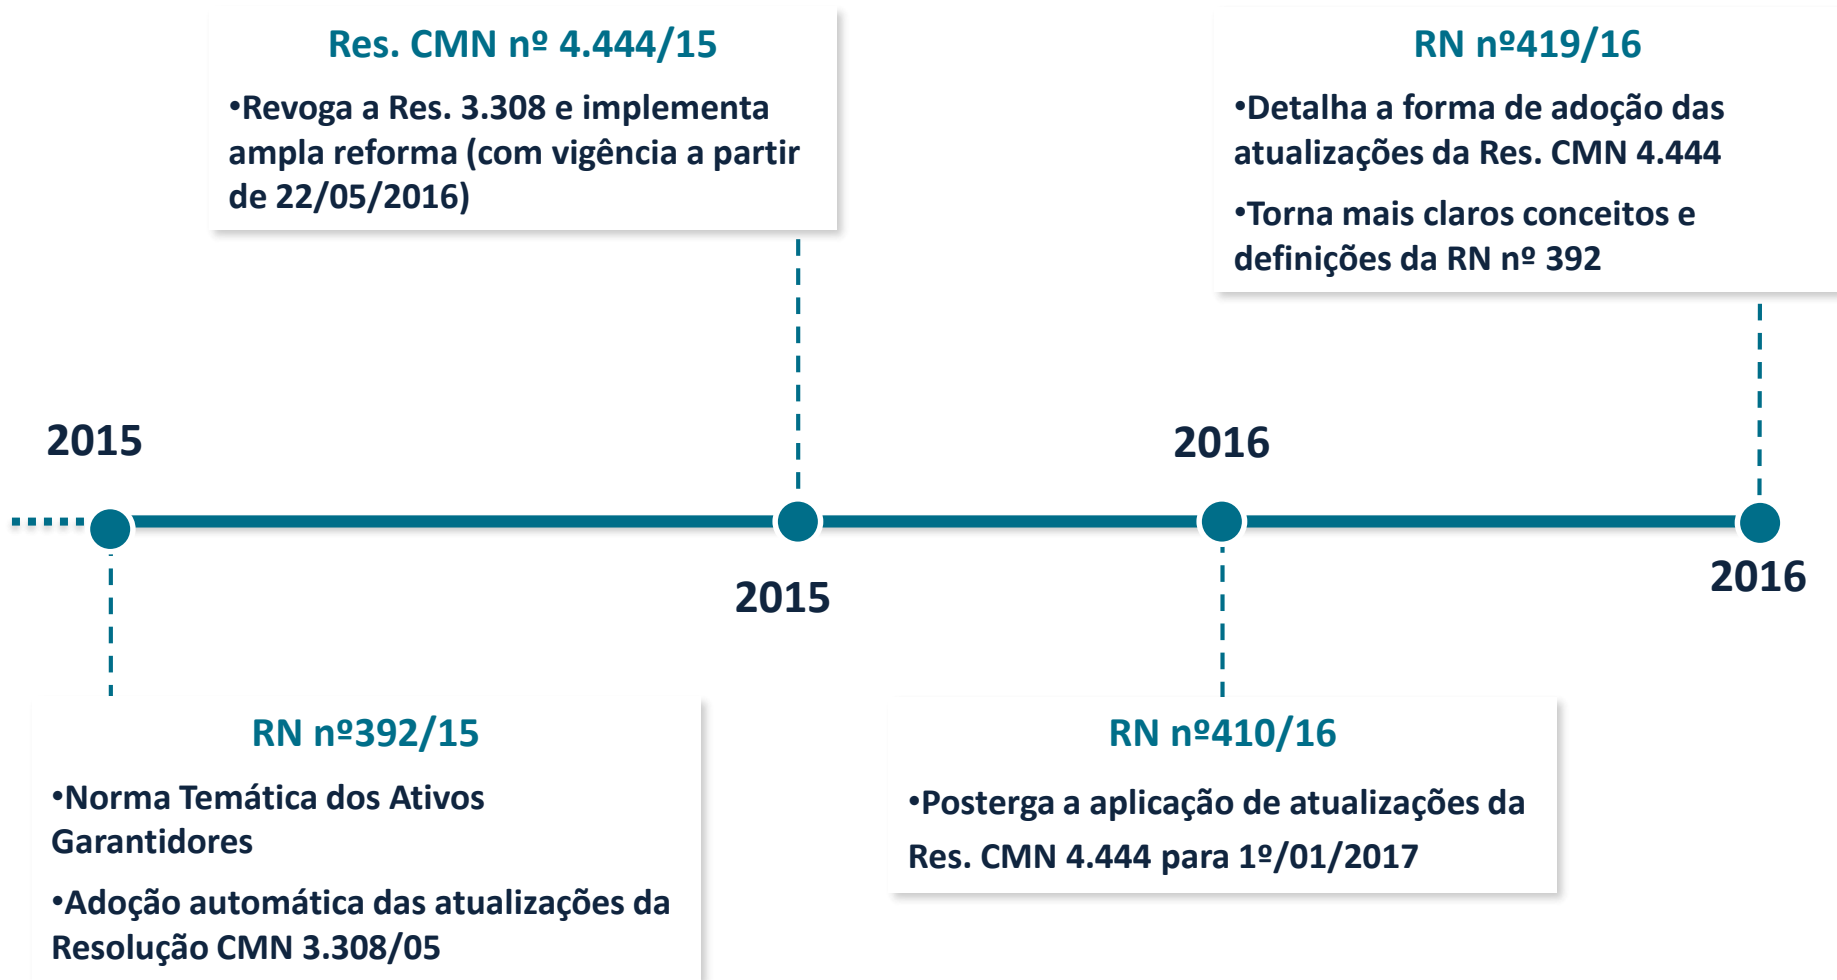 Res. CMN nº 4.444/15
•Revoga a Res. 3.308 e implementa
ampla reforma (com vigência a partir
de 22/05/2016)
RN nº419/16
•Detalha a forma de adoção das
atualizações da Res. CMN 4.444
•Torna mais claros conceitos e
definições da RN nº 392
2015
2016
2015
2016
RN nº392/15
•Norma Temática dos Ativos
Garantidores
•Adoção automática das atualizações da
Resolução CMN 3.308/05
RN nº410/16
•Posterga a aplicação de atualizações da
Res. CMN 4.444 para 1º/01/2017